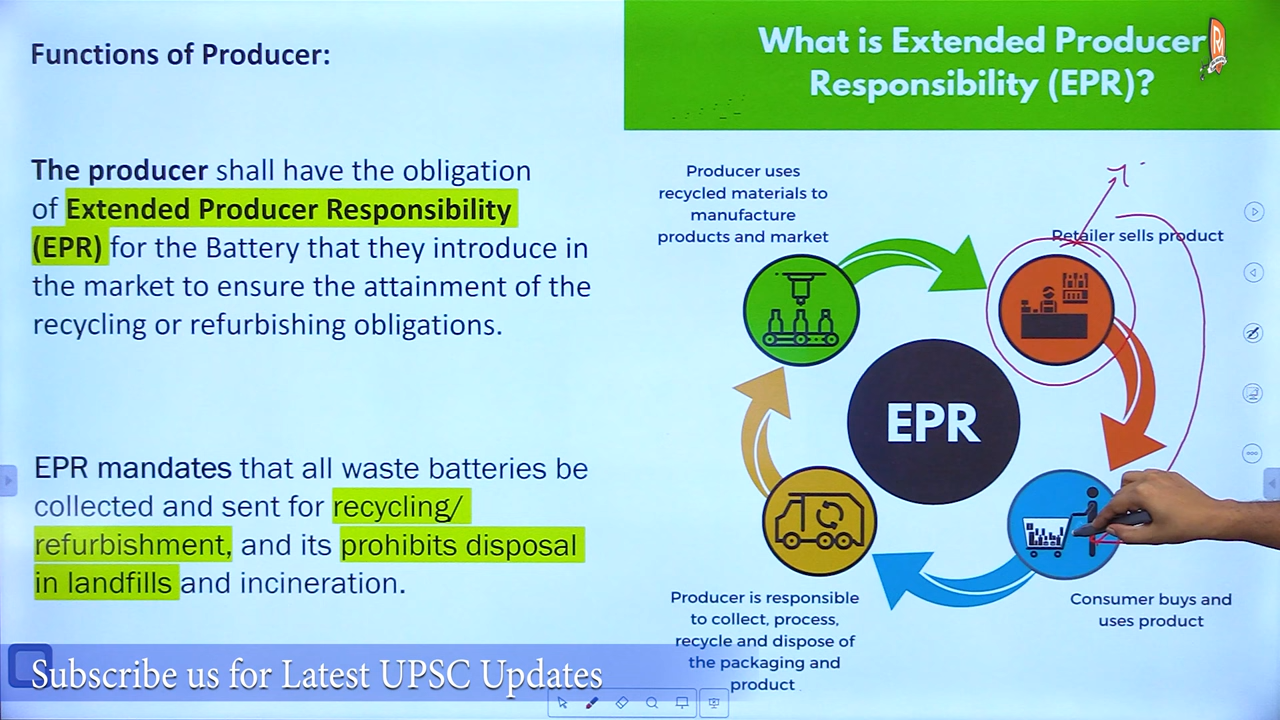 Functions of Producer:
The producer shall have the obligation
of Extended Producer Responsibility
(EPR) for the Battery that they introduce in
the market to ensure the attainment of the
recycling or refurbishing obligations.
EPR mandates that all waste batteries be
collected and sent for recycling/
refurbishment, and its prohibits disposal
in landfills and incineration.
Subscribe us for Latest UPSC Updates
What is Extended Producer
Responsibility (EPR)?
Producer uses
recycled materials to
manufacture
products and market
Retailer sells product
EPR
Producer is responsible
to collect, process,
recycle and dispose of
the packaging and
product
Consumer buys and
uses product